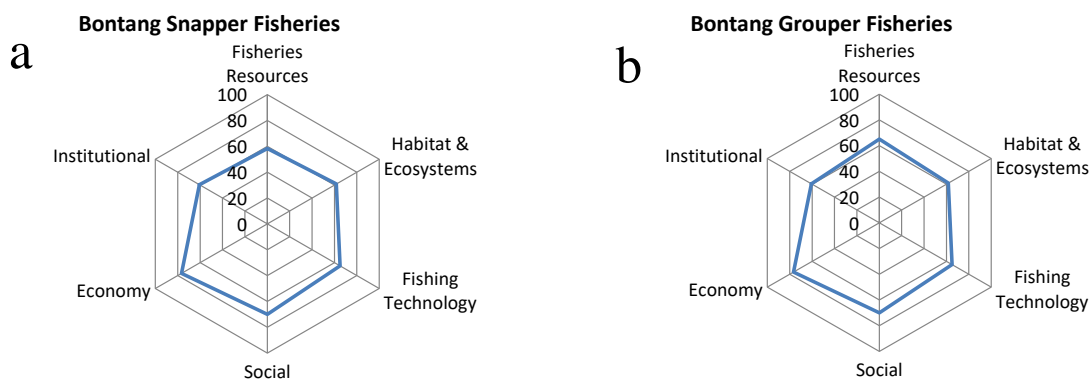 Bontang Snapper Fisheries
a
Fisheries
Resources
100
80
60
40
20
0
Habitat &
Ecosystems
Fishing
Technology
Social
Economy
Institutional
Bontang Grouper Fisheries
b
Fisheries
Resources
100
80
60
40
20
0
Habitat &
Ecosystems
Fishing
Technology
Social
Economy
Institutional